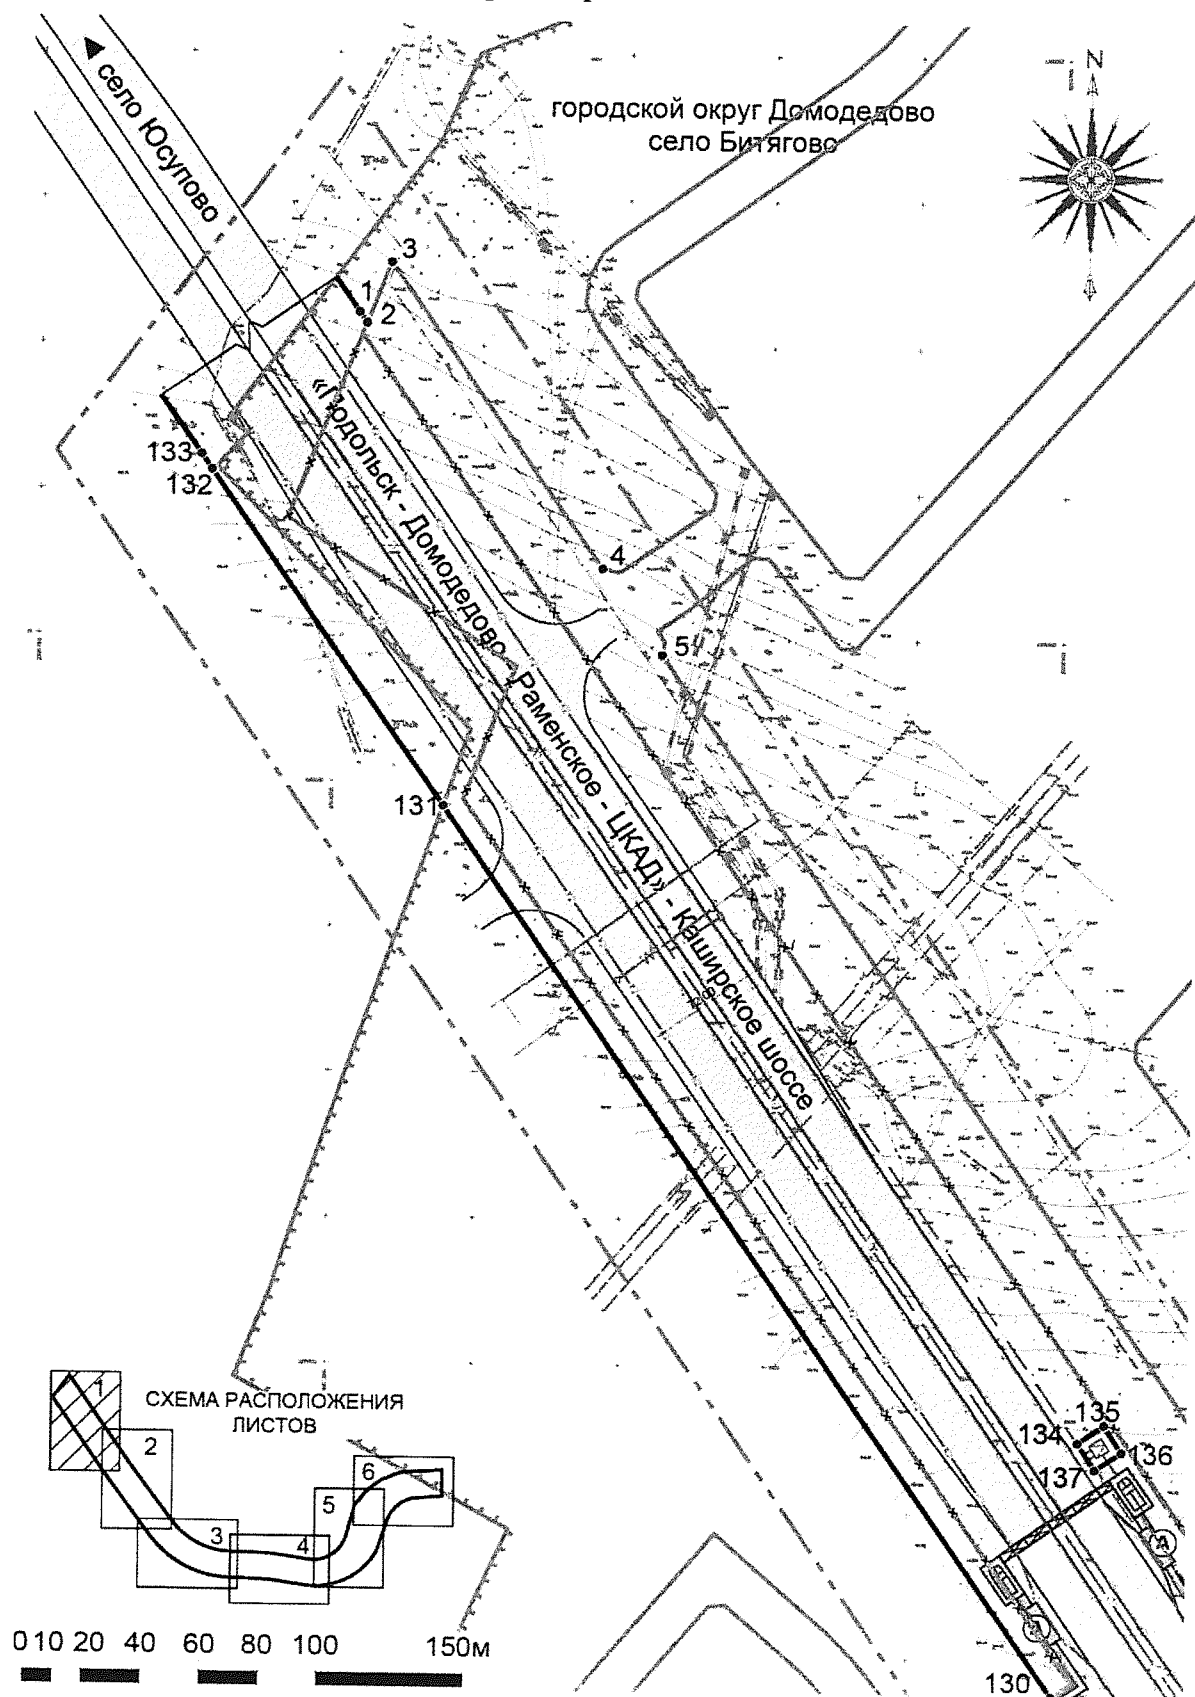 N
городской округ Домодедово
село Битягово
село Юсупово
3
1
2
133
132
«Подольск - Домодедово - Раменское - ЦКАД» - Каширское шоссе
4
5
131
134
135
136
137
А
А
130
СХЕМА РАСПОЛОЖЕНИЯ
ЛИСТОВ
1
2
3
4
5
6
0 10 20 40 60 80 100 150м